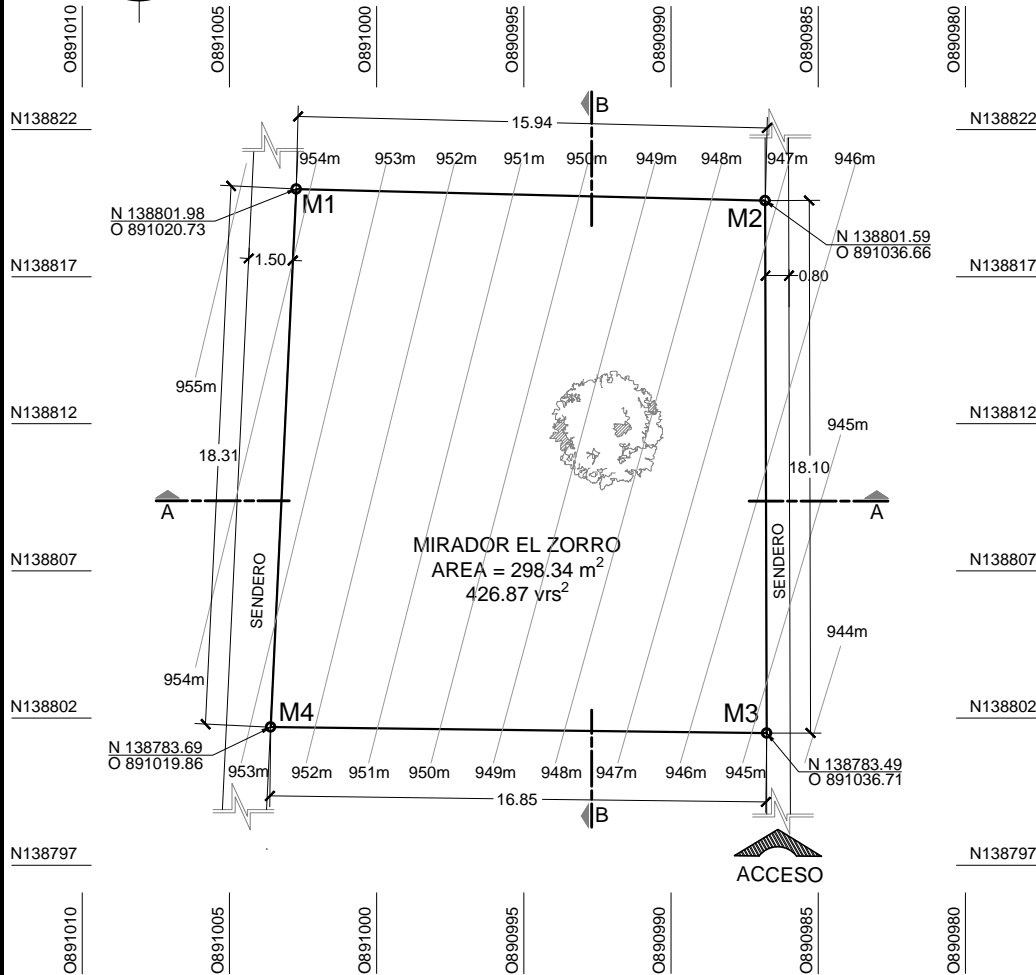 O891010
O891005
O891000
O890995
O890990
O890985
O890980
N138822
N138822
B
15.94
954m
953m
952m
951m
950m
949m
948m
947m
946m
M1
M2
N 138801.98
O 891020.73
N 138801.59
O 891036.66
1.50
0.80
N138817
N138817
955m
N138812
N138812
945m
18.31
18.10
A
A
MIRADOR EL ZORRO
AREA = 298.34 m²
426.87 vrs²
SENDERO
SENDERO
N138807
N138807
944m
954m
M4
M3
N138802
N138802
N 138783.69
O 891019.86
N 138783.49
O 891036.71
953m
952m
951m
950m
949m
948m
947m
946m
945m
16.85
B
N138797
N138797
ACCESO
O891010
O891005
O891000
O890995
O890990
O890985
O890980